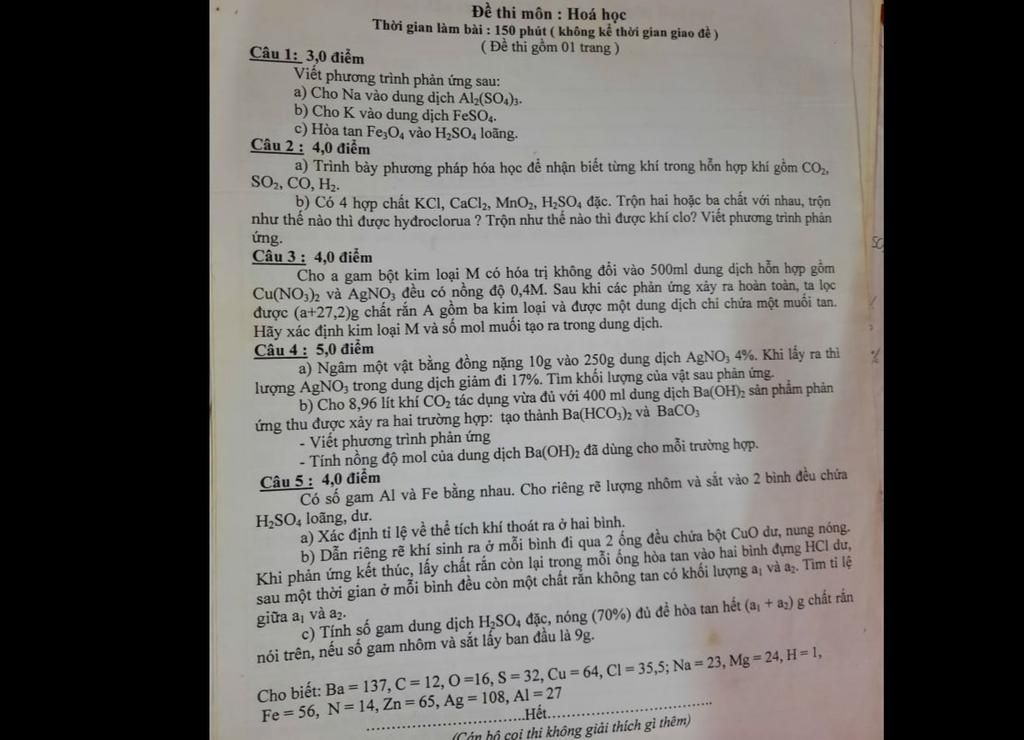 Đề thi môn : Hoá học
Thời gian làm bài : 150 phút ( không kể thời gian giao đề )
( Đề thi gồm 01 trang )
Câu 1: 3,0 điểm
Viết phương trình phản ứng sau:
a) Cho Na vào dung dịch Al₂(SO₄)₃.
b) Cho K vào dung dịch FeSO₄.
c) Hòa tan Fe₃O₄ vào H₂SO₄ loãng.
Câu 2 : 4,0 điểm
a) Trình bày phương pháp hóa học để nhận biết từng khí trong hỗn hợp khí gồm CO₂,
SO₂, CO, H₂.
b) Có 4 hợp chất KCl, CaCl₂, MnO₂, H₂SO₄ đặc. Trộn hai hoặc ba chất với nhau, trộn
như thế nào thì được hyđroclorua ? Trộn như thế nào thì được khí clo? Viết phương trình phản
ứng.
Câu 3 : 4,0 điểm
Cho a gam bột kim loại M có hóa trị không đổi vào 500ml dung dịch hỗn hợp gồm
Cu(NO₃)₂ và AgNO₃ đều có nồng độ 0,4M. Sau khi các phản ứng xảy ra hoàn toàn, ta lọc
được (a+27,2)g chất rắn A gồm ba kim loại và được một dung dịch chỉ chứa một muối tan.
Hãy xác định kim loại M và số mol muối tạo ra trong dung dịch.
Câu 4 : 5,0 điểm
a) Ngâm một vật bằng đồng nặng 10g vào 250g dung dịch AgNO₃ 4%. Khi lấy ra thì
lượng AgNO₃ trong dung dịch giảm đi 17%. Tìm khối lượng của vật sau phản ứng.
b) Cho 8,96 lít khí CO₂ tác dụng vừa đủ với 400 ml dung dịch Ba(OH)₂ sản phẩm phản
ứng thu được xảy ra hai trường hợp: tạo thành Ba(HCO₃)₂ và BaCO₃
- Viết phương trình phản ứng
- Tính nồng độ mol của dung dịch Ba(OH)₂ đã dùng cho mỗi trường hợp.
Câu 5 : 4,0 điểm
Có số gam Al và Fe bằng nhau. Cho riêng rẽ lượng nhôm và sắt vào 2 bình đều chứa
H₂SO₄ loãng, dư.
a) Xác định tỉ lệ về thể tích khí thoát ra ở hai bình.
b) Dẫn riêng rẽ khí sinh ra ở mỗi bình đi qua 2 ống đều chứa bột CuO dư, nung nóng.
Khi phản ứng kết thúc, lấy chất rắn còn lại trong mỗi ống hòa tan vào hai bình đựng HCl dư,
sau một thời gian ở mỗi bình đều còn một chất rắn không tan có khối lượng a₁ và a₂. Tìm tỉ lệ
giữa a₁ và a₂.
c) Tính số gam dung dịch H₂SO₄ đặc, nóng (70%) đủ để hòa tan hết (a₁ + a₂) g chất rắn
nói trên, nếu số gam nhôm và sắt lấy ban đầu là 9g.
Cho biết: Ba = 137, C = 12, O =16, S = 32, Cu = 64, Cl = 35,5; Na = 23, Mg = 24, H = 1,
Fe = 56, N = 14, Zn = 65, Ag = 108, Al = 27
..............................Hết..............................
(Cán bộ coi thi không giải thích gì thêm)